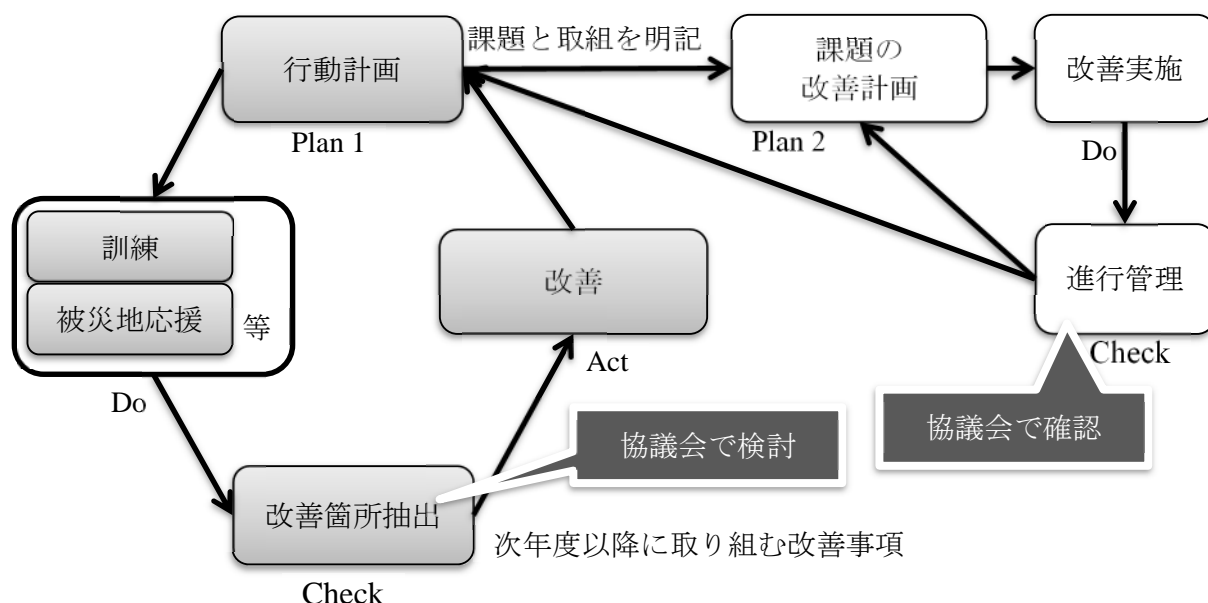 課題と取組を明記
行動計画
Plan 1
課題の
改善計画
Plan 2
改善実施
Do
訓練
被災地応援
等
Do
改善
Act
進行管理
Check
協議会で検討
協議会で確認
改善箇所抽出
Check
次年度以降に取り組む改善事項